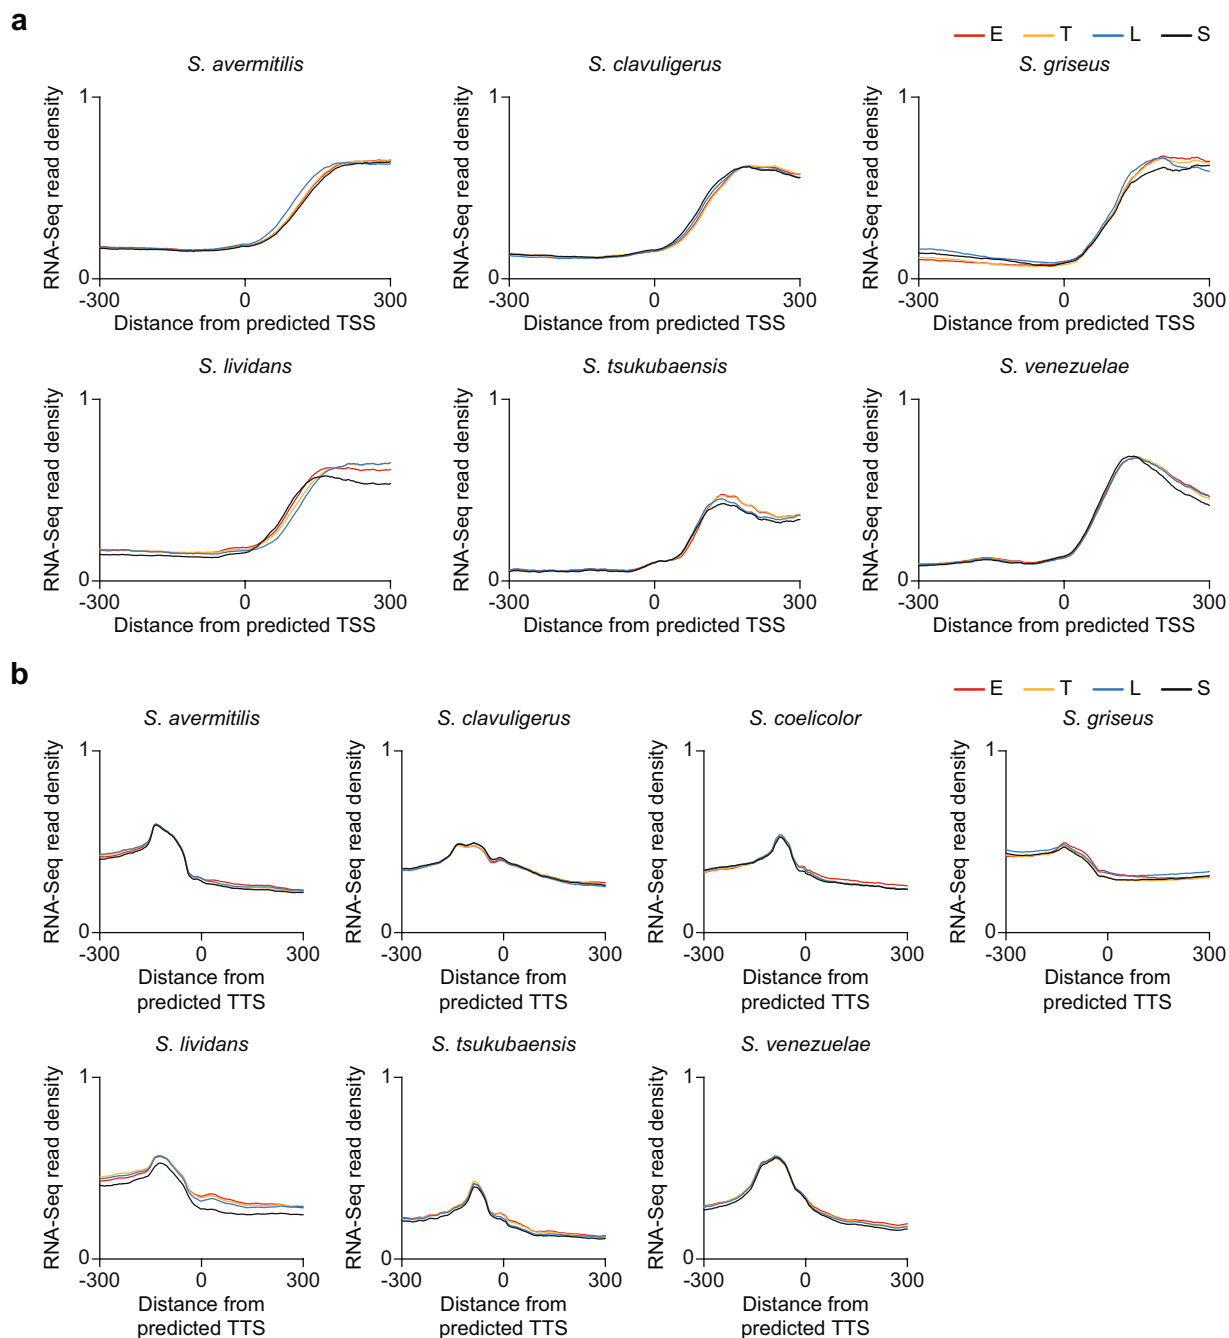 a
E T L S
S. avermitilis S. clavuligerus S. griseus
RNA-Seq read density RNA-Seq read density RNA-Seq read density
1 1 1
0 0 0
-300 0 300 -300 0 300 -300 0 300
Distance from predicted TSS Distance from predicted TSS Distance from predicted TSS
S. lividans S. tsukubaensis S. venezuelae
RNA-Seq read density RNA-Seq read density RNA-Seq read density
1 1 1
0 0 0
-300 0 300 -300 0 300 -300 0 300
Distance from predicted TSS Distance from predicted TSS Distance from predicted TSS
b
E T L S
S. avermitilis S. clavuligerus S. coelicolor S. griseus
RNA-Seq read density RNA-Seq read density RNA-Seq read density RNA-Seq read density
1 1 1 1
0 0 0 0
-300 0 300 -300 0 300 -300 0 300 -300 0 300
Distance from Distance from Distance from Distance from
predicted TTS predicted TTS predicted TTS predicted TTS
S. lividans S. tsukubaensis S. venezuelae
RNA-Seq read density RNA-Seq read density RNA-Seq read density
1 1 1
0 0 0
-300 0 300 -300 0 300 -300 0 300
Distance from Distance from Distance from
predicted TTS predicted TTS predicted TTS